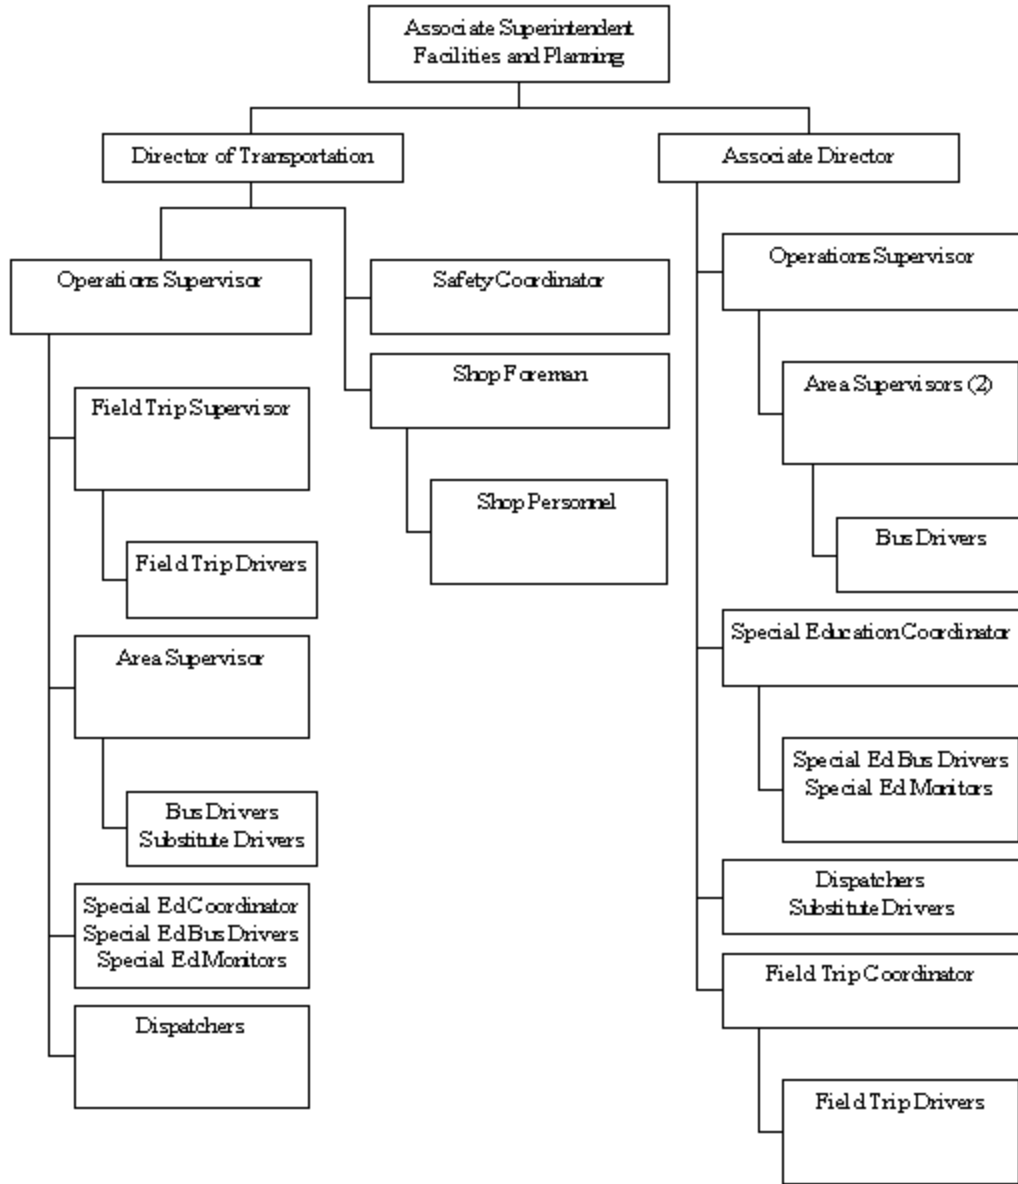 Associate Superintendent
Facilities and Planning
Director of Transportation
Associate Director
Operations Supervisor
Field Trip Supervisor
Field Trip Drivers
Area Supervisor
Bus Drivers
Substitute Drivers
Special Ed Coordinator
Special Ed Bus Drivers
Special Ed Monitors
Dispatchers
Safety Coordinator
Shop Foreman
Shop Personnel
Operations Supervisor
Area Supervisors (2)
Bus Drivers
Special Education Coordinator
Special Ed Bus Drivers
Special Ed Monitors
Dispatchers
Substitute Drivers
Field Trip Coordinator
Field Trip Drivers